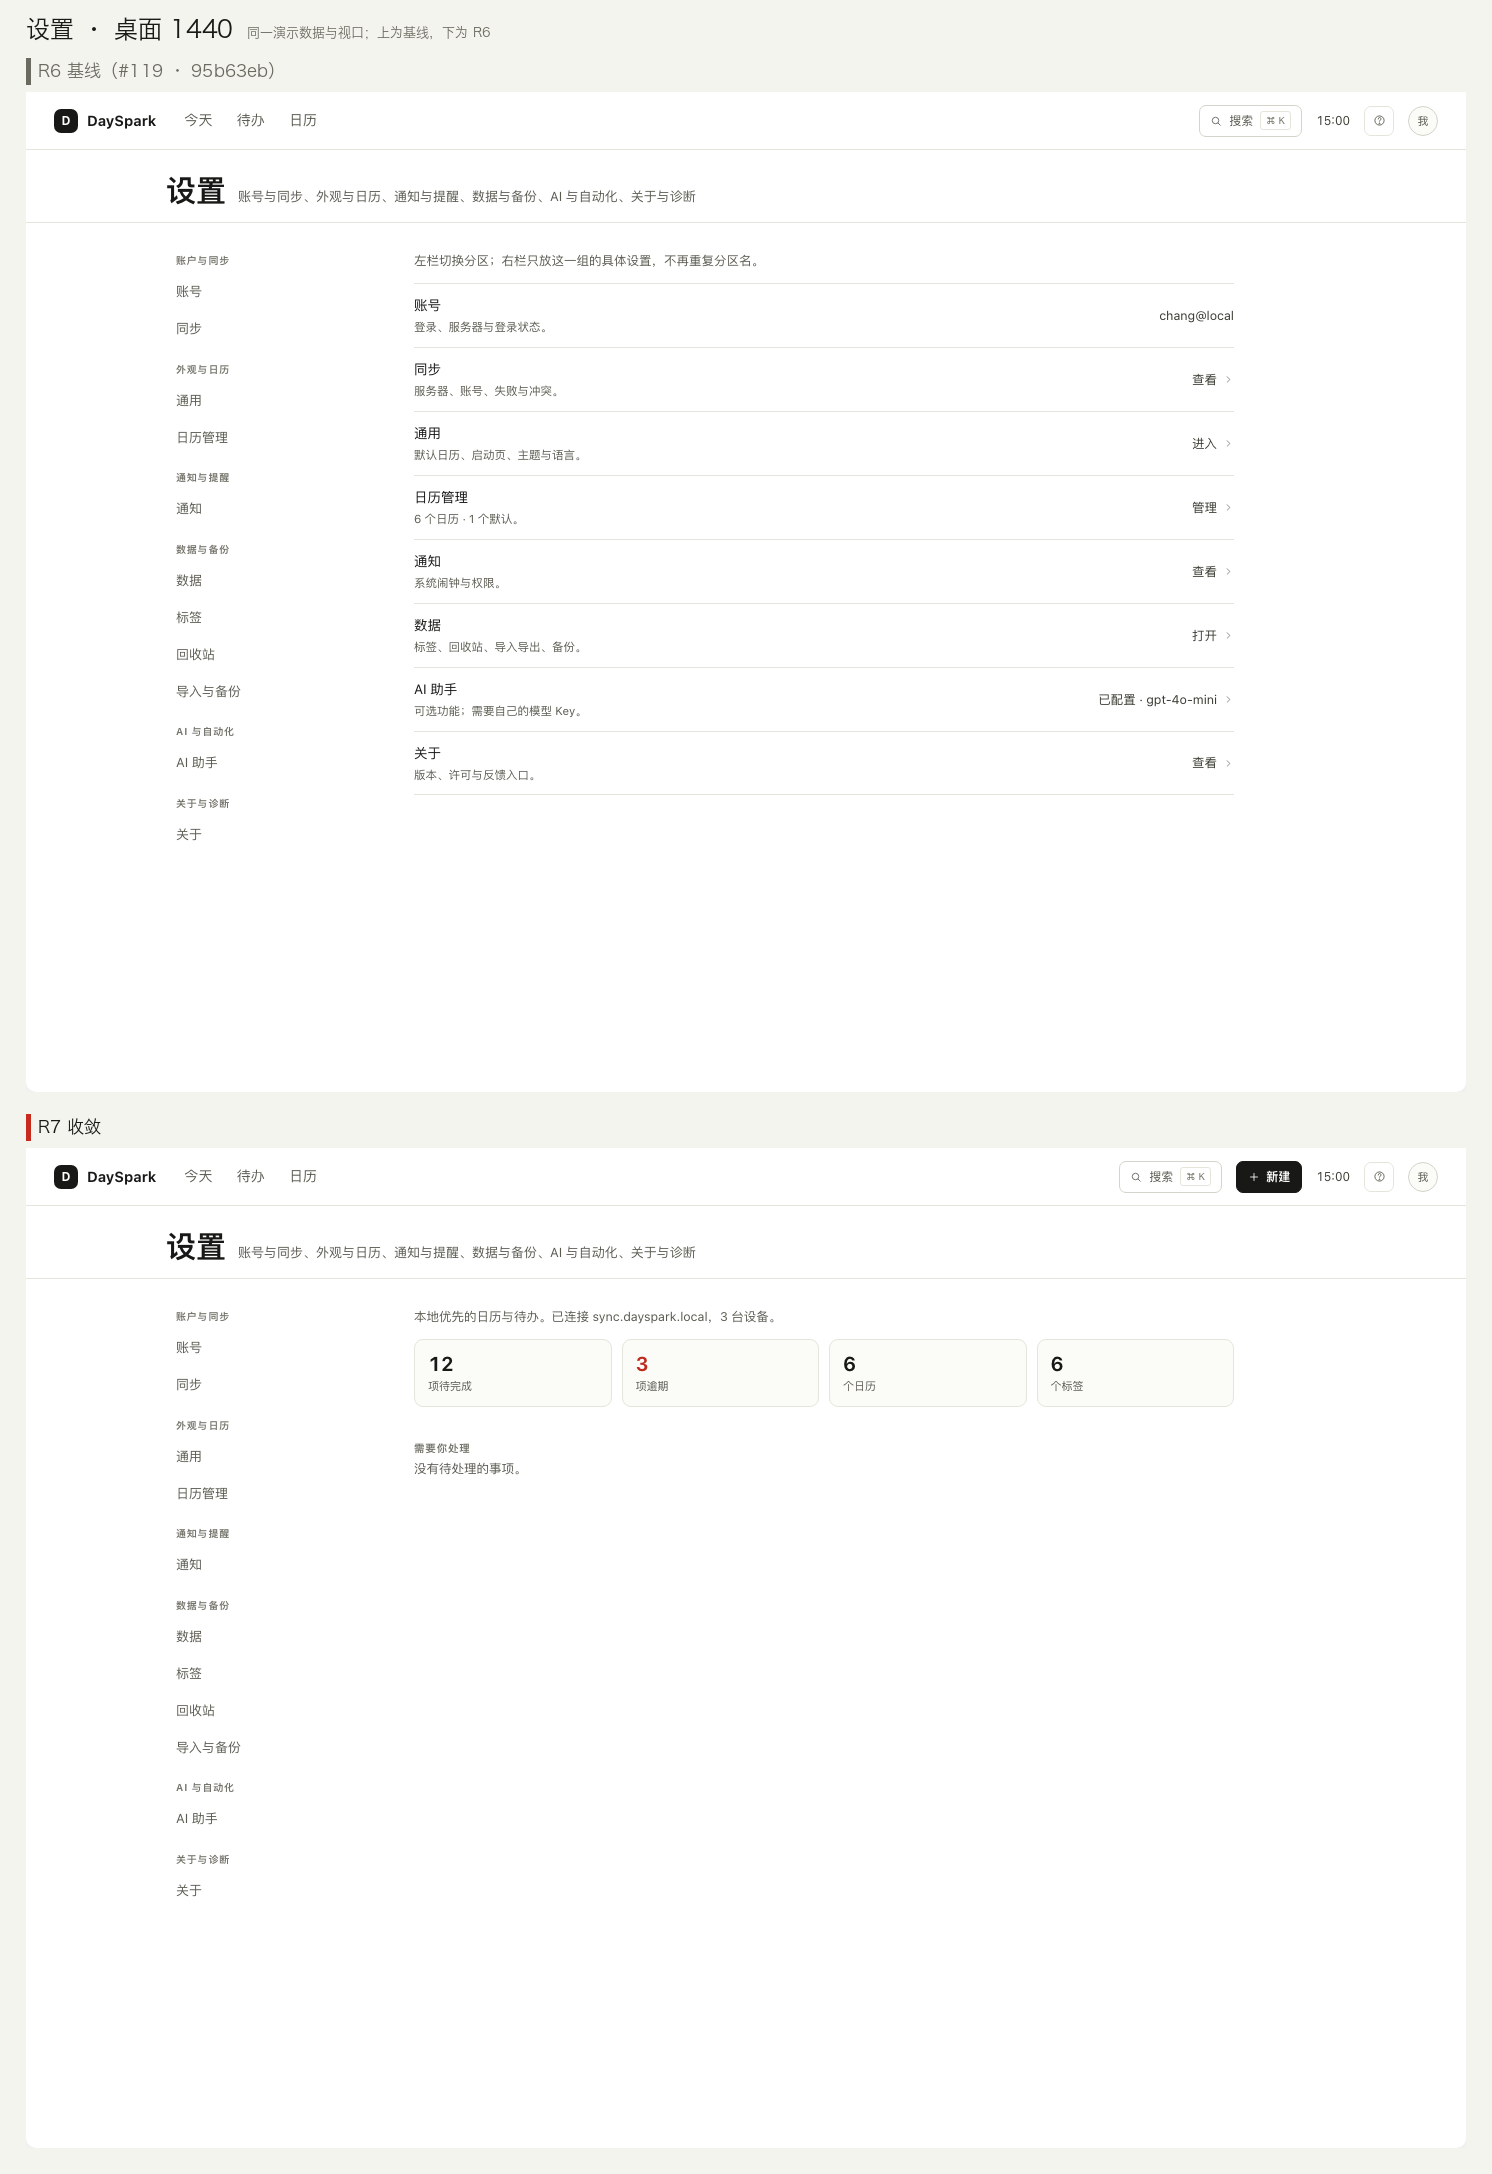 设置 · 桌面 1440 同一演示数据与视口；上为基线，下为 R6
R6 基线（#119 · 95b63eb）
D DaySpark 今天 待办 日历 搜索 ⌘ K 15:00 我
设置 账号与同步、外观与日历、通知与提醒、数据与备份、AI 与自动化、关于与诊断
账户与同步
账号
同步
外观与日历
通用
日历管理
通知与提醒
通知
数据与备份
数据
标签
回收站
导入与备份
AI 与自动化
AI 助手
关于与诊断
关于
左栏切换分区；右栏只放这一组的具体设置，不再重复分区名。
账号
登录、服务器与登录状态。
chang@local
同步
服务器、账号、失败与冲突。
查看
通用
默认日历、启动页、主题与语言。
进入
日历管理
6 个日历 · 1 个默认。
管理
通知
系统闹钟与权限。
查看
数据
标签、回收站、导入导出、备份。
打开
AI 助手
可选功能；需要自己的模型 Key。
已配置 · gpt-4o-mini
关于
版本、许可与反馈入口。
查看
R7 收敛
D DaySpark 今天 待办 日历 搜索 ⌘ K + 新建 15:00 我
设置 账号与同步、外观与日历、通知与提醒、数据与备份、AI 与自动化、关于与诊断
账户与同步
账号
同步
外观与日历
通用
日历管理
通知与提醒
通知
数据与备份
数据
标签
回收站
导入与备份
AI 与自动化
AI 助手
关于与诊断
关于
本地优先的日历与待办。已连接 sync.dayspark.local，3 台设备。
12
项待完成
3
项逾期
6
个日历
6
个标签
需要你处理
没有待处理的事项。